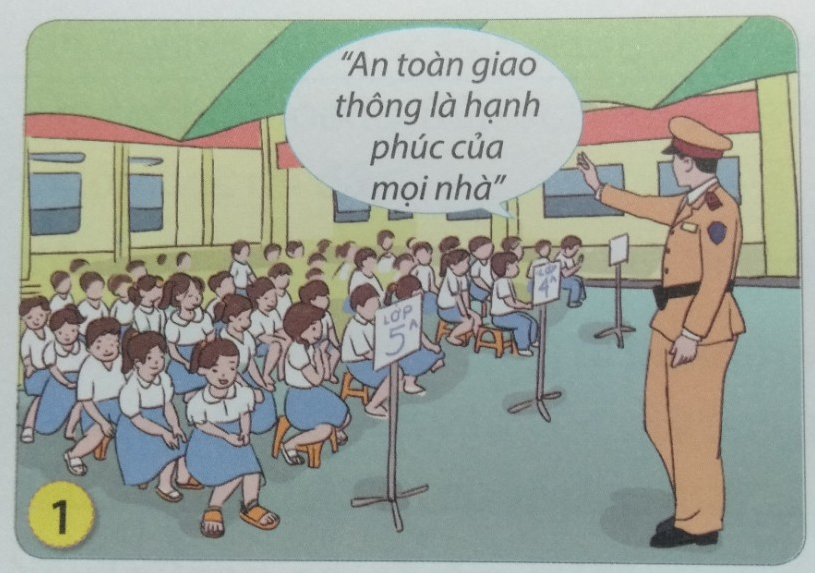 “An toàn giao
thông là hạnh
phúc của
mọi nhà”
LỚP
4A
LỚP
5A
1